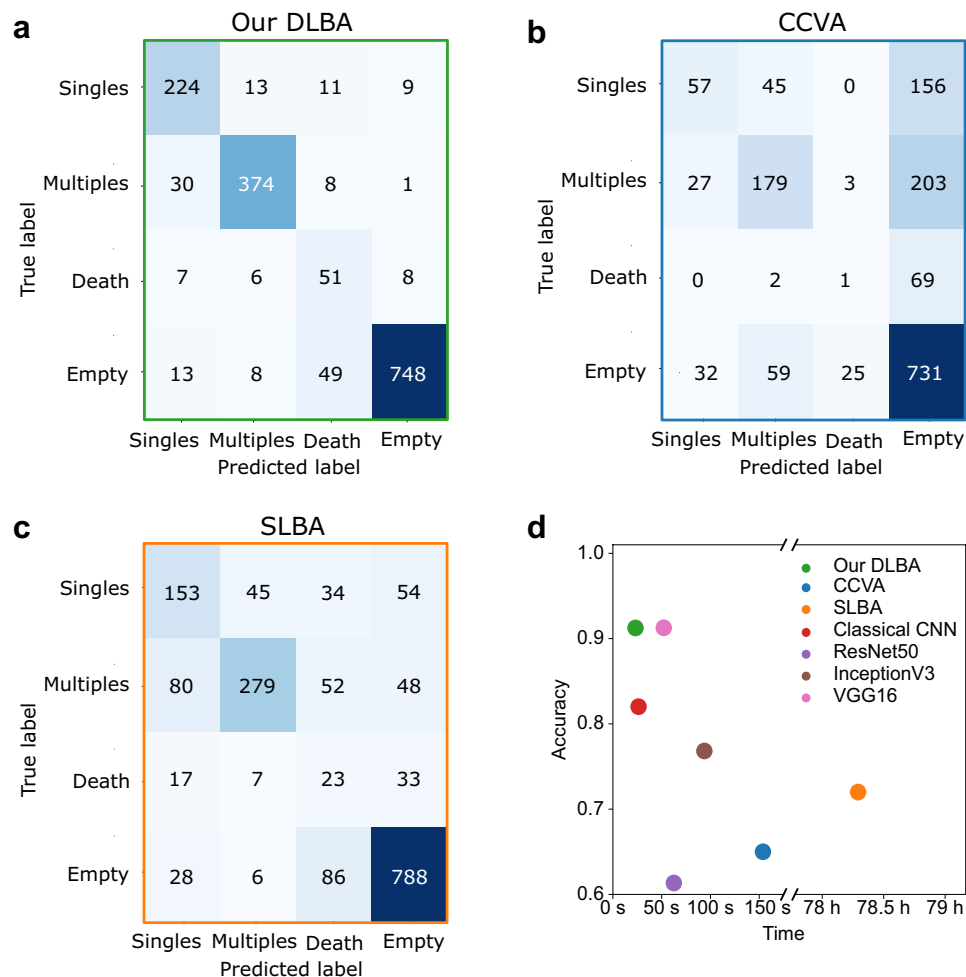 a
Our DLBA
True label
Singles 224 13 11 9
Multiples 30 374 8 1
Death 7 6 51 8
Empty 13 8 49 748
Singles Multiples Death Empty
Predicted label
b
CCVA
True label
Singles 57 45 0 156
Multiples 27 179 3 203
Death 0 2 1 69
Empty 32 59 25 731
Singles Multiples Death Empty
Predicted label
c
SLBA
True label
Singles 153 45 34 54
Multiples 80 279 52 48
Death 17 7 23 33
Empty 28 6 86 788
Singles Multiples Death Empty
Predicted label
d
Accuracy
1.0
0.9
0.8
0.7
0.6
Our DLBA
CCVA
SLBA
Classical CNN
ResNet50
InceptionV3
VGG16
0 s 50 s 100 s 150 s 78 h 78.5 h 79 h
Time